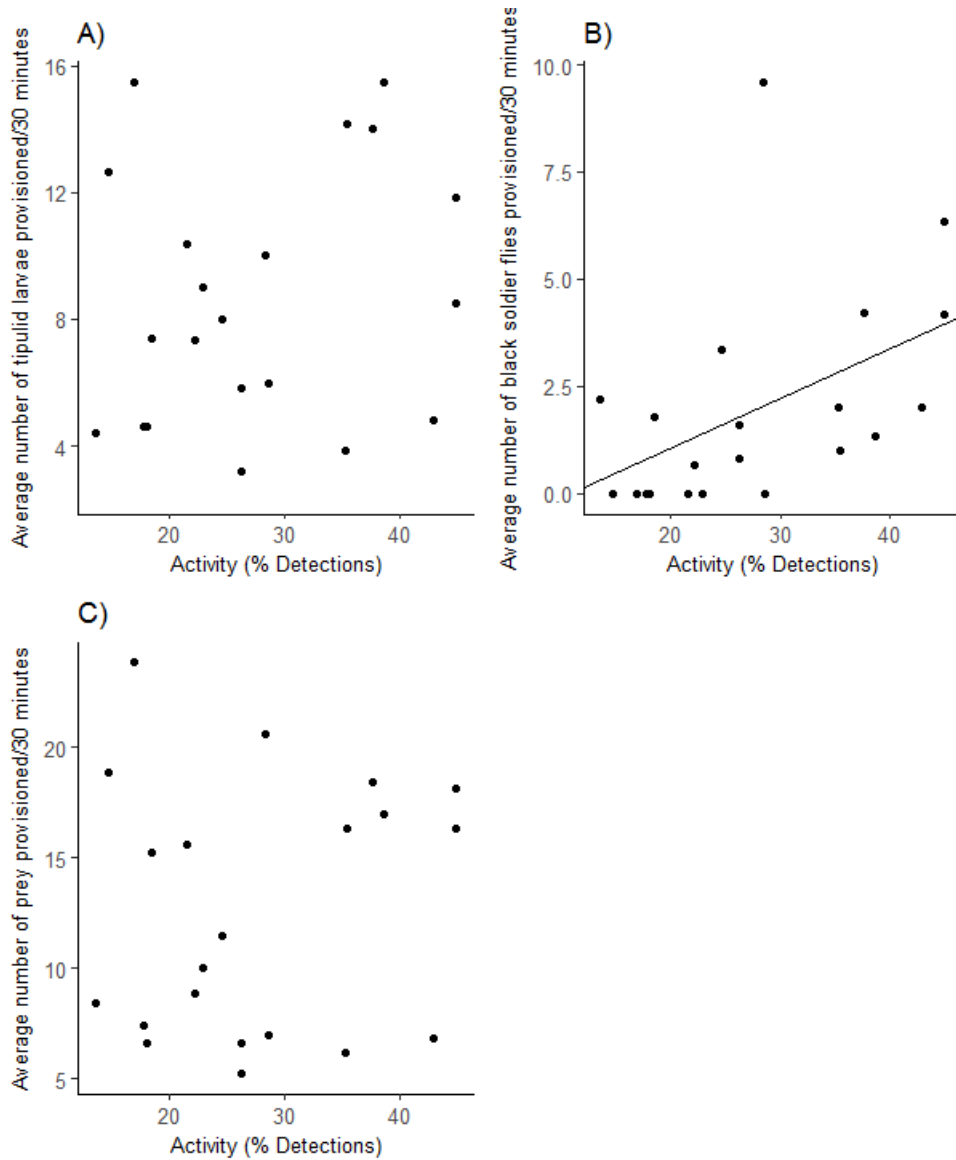 A)
Average number of tipulid larvae provisioned/30 minutes
16
12
8
4
20 30 40
Activity (% Detections)
B)
Average number of black soldier flies provisioned/30 minutes
10.0
7.5
5.0
2.5
0.0
20 30 40
Activity (% Detections)
C)
Average number of prey provisioned/30 minutes
20
15
10
5
20 30 40
Activity (% Detections)